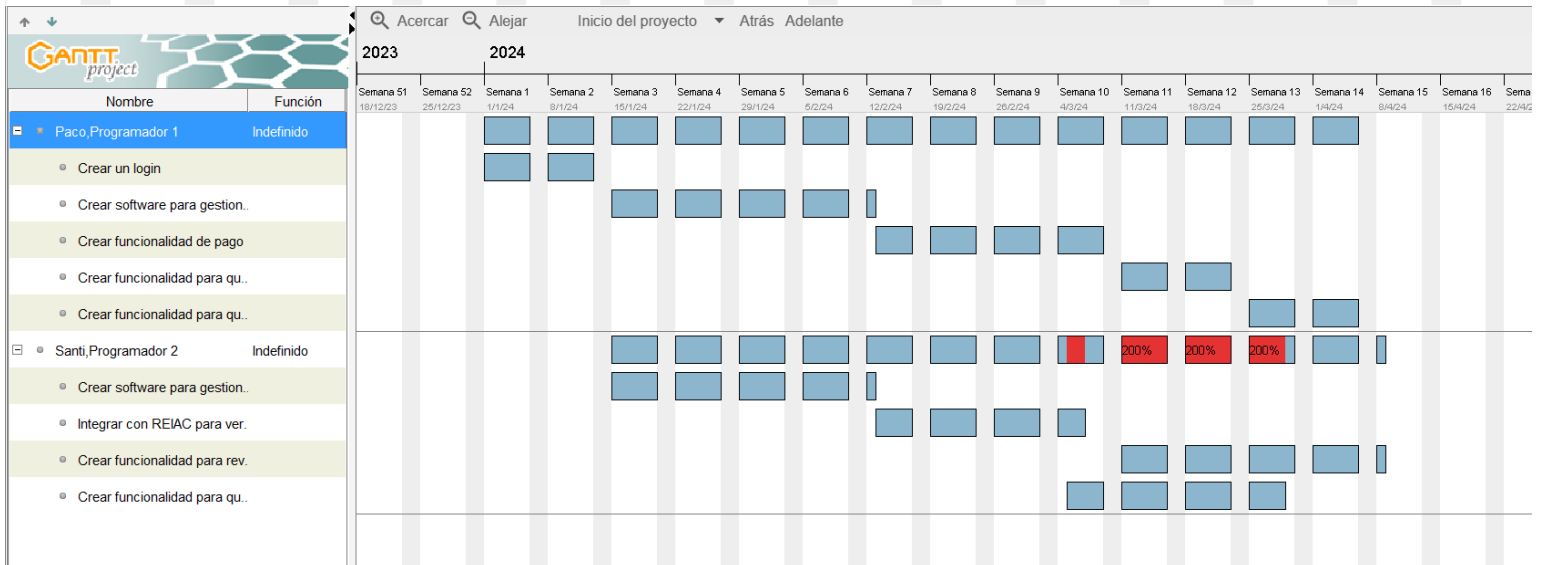 Acercar Alejar Inicio del proyecto Atrás Adelante
GANTT
project
2023 2024
Nombre Función
Semana 51 Semana 52 Semana 1 Semana 2 Semana 3 Semana 4 Semana 5 Semana 6 Semana 7 Semana 8 Semana 9 Semana 10 Semana 11 Semana 12 Semana 13 Semana 14 Semana 15 Semana 16 Sema
18/12/23 25/12/23 1/1/24 8/1/24 15/1/24 22/1/24 29/1/24 5/2/24 12/2/24 19/2/24 26/2/24 4/3/24 11/3/24 18/3/24 25/3/24 1/4/24 8/4/24 15/4/24 22/4/2
Paco,Programador 1 Indefinido
Crear un login
Crear software para gestion..
Crear funcionalidad de pago
Crear funcionalidad para qu..
Crear funcionalidad para qu..
Santi,Programador 2 Indefinido
200% 200% 200%
Crear software para gestion..
Integrar con REIAC para ver.
Crear funcionalidad para rev.
Crear funcionalidad para qu..